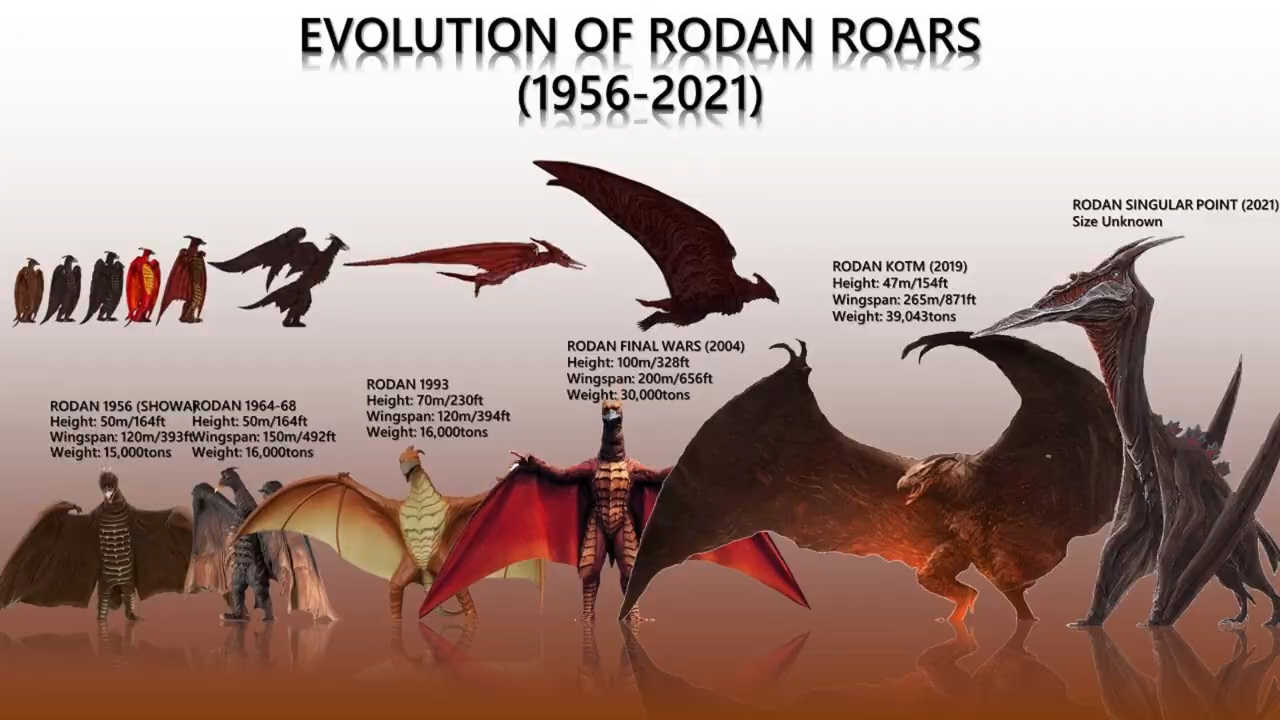 EVOLUTION OF RODAN ROARS
(1956-2021)
RODAN SINGULAR POINT (2021)
Size Unknown
RODAN KOTM (2019)
Height: 47m/154ft
Wingspan: 265m/871ft
Weight: 39,043tons
RODAN FINAL WARS (2004)
Height: 100m/328ft
Wingspan: 200m/656ft
Weight: 30,000tons
RODAN 1993
Height: 70m/230ft
Wingspan: 120m/394ft
Weight: 16,000tons
RODAN 1956 (SHOWA)
Height: 50m/164ft
Wingspan: 120m/393ft
Weight: 15,000tons
RODAN 1964-68
Height: 50m/164ft
Wingspan: 150m/492ft
Weight: 16,000tons